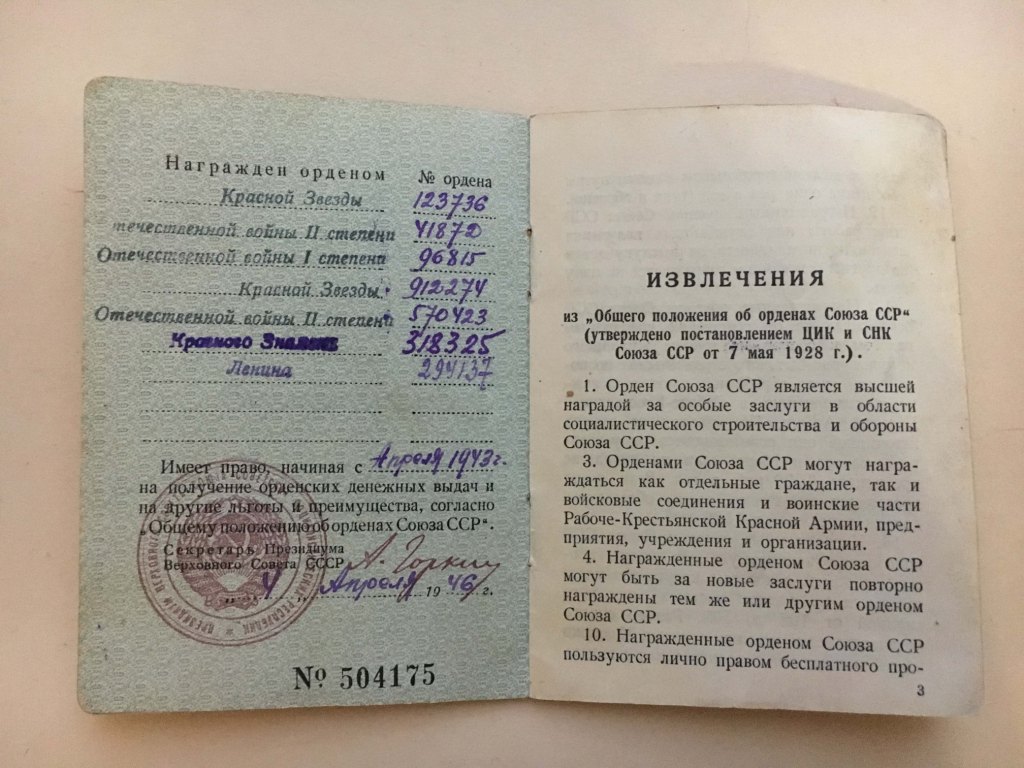 Награжден орденом № ордена
Красной Звезды 123736
течественной войны II степени 41872
Отечественной войны I степени 96815
Красной Звезды 912274
Отечественной войны II степени 570423
Красного Знамени 318325
Ленина 294137
Имеет право, начиная с Апреля 1943г.
на получение орденских денежных выдач и
на другие льготы и преимущества, согласно
„Общему положению об орденах Союза ССР“.
Секретарь Президиума
Верховного Совета СССР А. Горкин
„4„ Апреля 1946 г.
№ 504175
ИЗВЛЕЧЕНИЯ
из „Общего положения об орденах Союза ССР“
(утверждено постановлением ЦИК и СНК
Союза ССР от 7 мая 1928 г.).
1. Орден Союза ССР является высшей
наградой за особые заслуги в области
социалистического строительства и обороны
Союза ССР.
3. Орденами Союза ССР могут награ-
ждаться как отдельные граждане, так и
войсковые соединения и воинские части
Рабоче-Крестьянской Красной Армии, пред-
приятия, учреждения и организации.
4. Награжденные орденом Союза ССР
могут быть за новые заслуги повторно
награждены тем же или другим орденом
Союза ССР.
10. Награжденные орденом Союза ССР
пользуются лично правом бесплатного про-
3